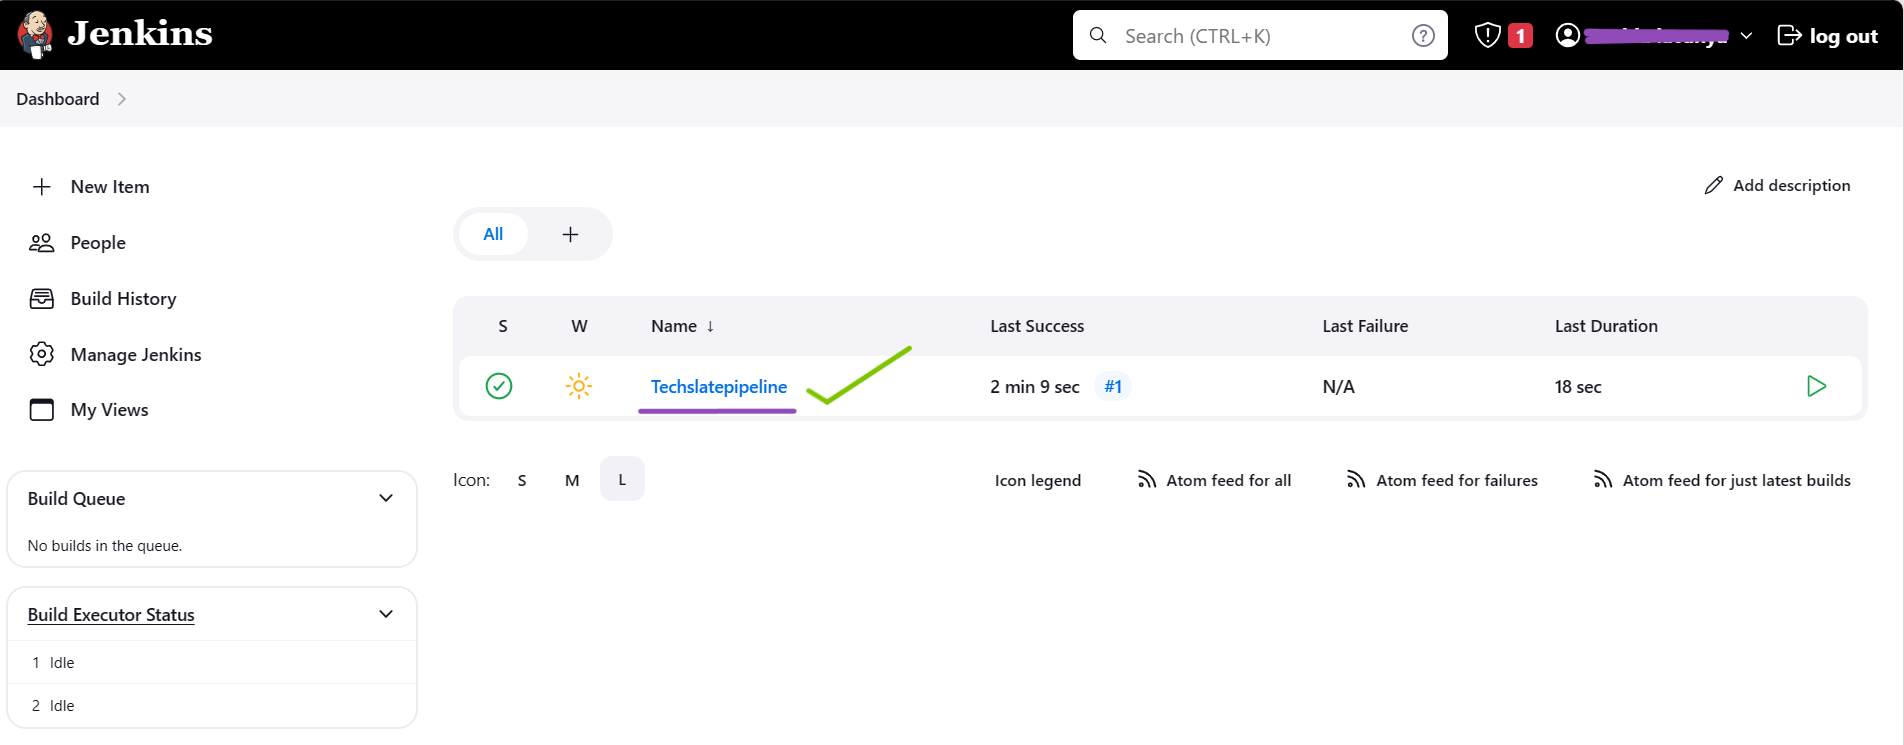 Jenkins
Search (CTRL+K)
?
1
log out
Dashboard
New Item
People
Build History
Manage Jenkins
My Views
Add description
All +
S W Name ↓ Last Success Last Failure Last Duration
Techslatepipeline 2 min 9 sec #1 N/A 18 sec
Icon: S M L
Icon legend Atom feed for all Atom feed for failures Atom feed for just latest builds
Build Queue
No builds in the queue.
Build Executor Status
1 Idle
2 Idle